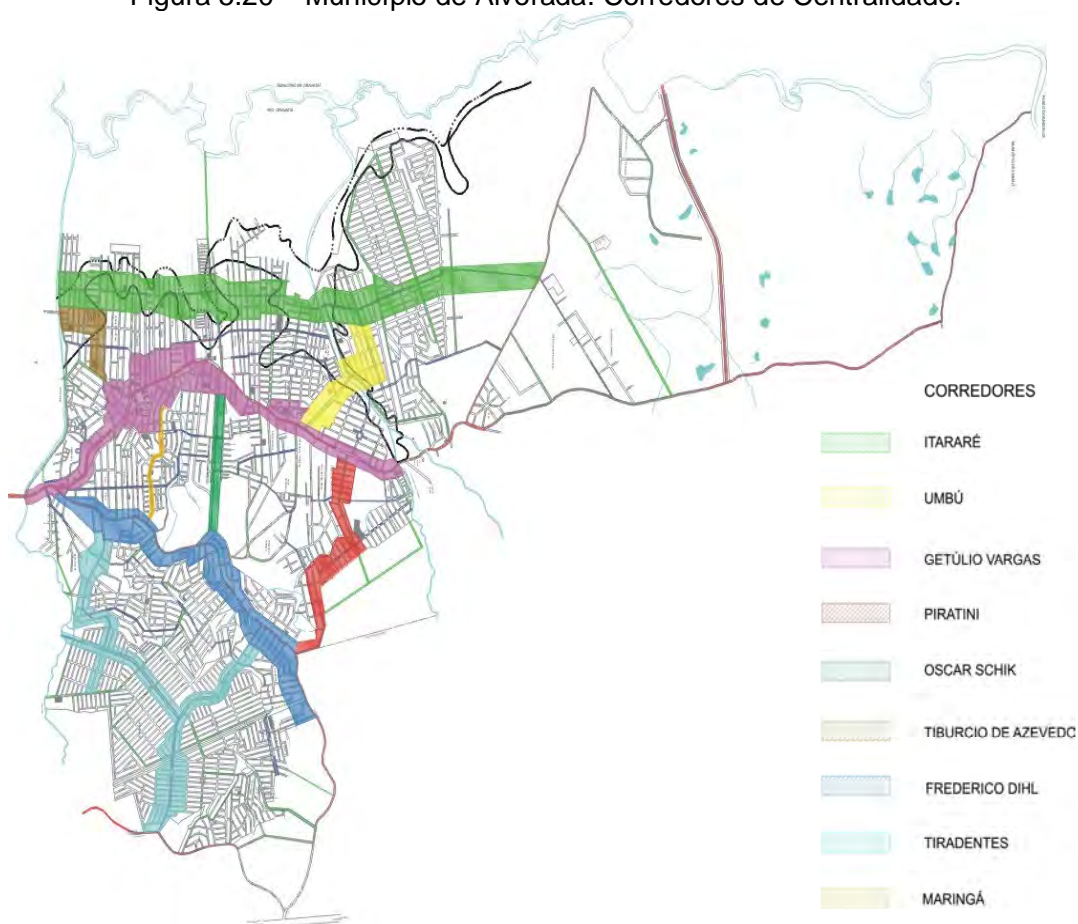 Figura 3.26 – Município de Alvorada: Corredores de Centralidade.
CORREDORES
ITARARÉ
UMBÚ
GETÚLIO VARGAS
PIRATINI
OSCAR SCHIK
TIBURCIO DE AZEVEDO
FREDERICO DIHL
TIRADENTES
MARINGÁ